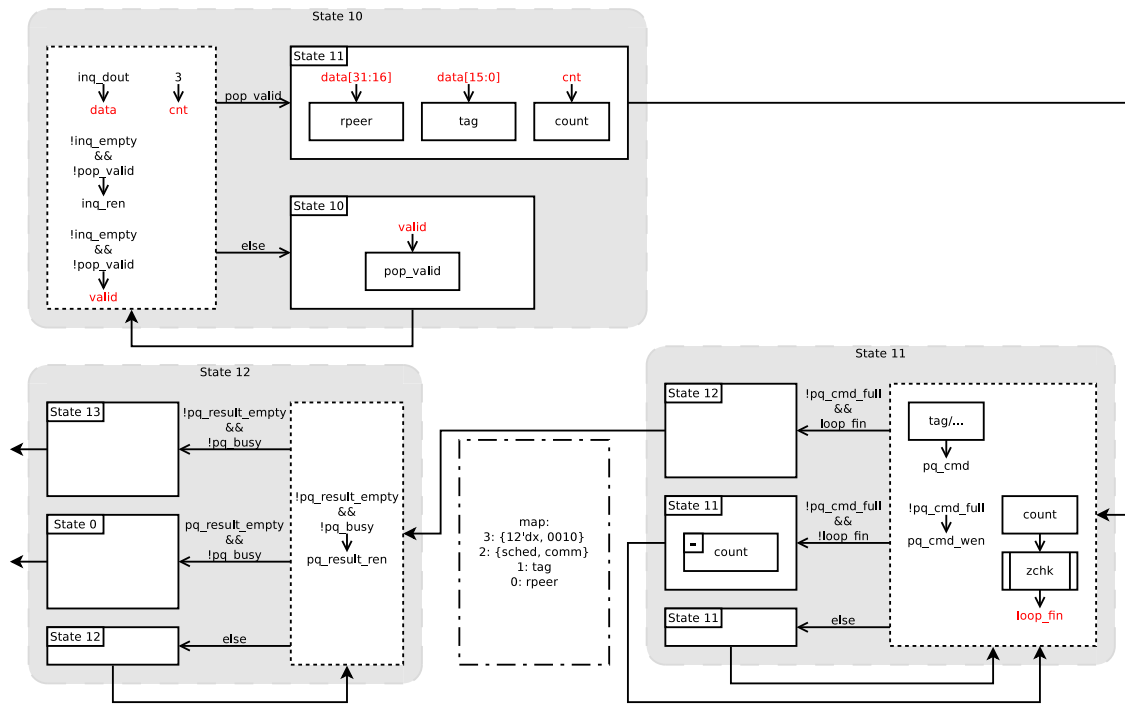 State 10
inq_dout
data
3
cnt
!inq_empty
&&
!pop_valid
inq_ren
!inq_empty
&&
!pop_valid
valid
pop_valid
State 11
data[31:16]
rpeer
data[15:0]
tag
cnt
count
else
State 10
valid
pop_valid
State 12
State 13
!pq_result_empty
&&
!pq_busy
State 0
pq_result_empty
&&
!pq_busy
State 12
else
!pq_result_empty
&&
!pq_busy
pq_result_ren
map:
3: {12'dx, 0010}
2: {sched, comm}
1: tag
0: rpeer
State 11
State 12
!pq_cmd_full
&&
loop_fin
State 11
-
count
!pq_cmd_full
&&
!loop_fin
State 11
else
tag/...
pq_cmd
!pq_cmd_full
pq_cmd_wen
count
zchk
loop_fin